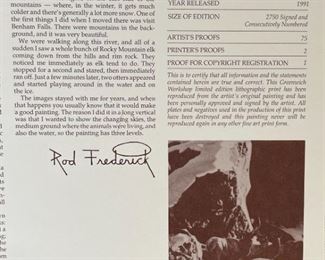 mountains -- where, in the winter, it gets much
colder and there's generally a lot more snow. One of
the first things I did when I moved there was visit
Benham Falls. There were mountains in the back-
ground, and it was very beautiful.
We were walking along this river, and all of a
sudden I saw a whole bunch of Rocky Mountain elk
coming down from the hills and rim rock. They
noticed me immediately as elk tend to do. They
stopped for a second and stared, then immediately
ran off. Just a few minutes later, two others appeared
and started playing around in the water and on
the ice.
The images stayed with me for years, and when
that happens you usually know that it would make
a good painting. The reason I did it in a long vertical
was that I wanted to show the changing skies, the
medium ground where the animals were living, and
also the water, so the painting has three levels.
Rod Frederick
YEAR RELEASED 1991
SIZE OF EDITION 2750 Signed and
Consecutively Numbered
ARTIST'S PROOFS 75
PRINTER'S PROOFS 2
PROOF FOR COPYRIGHT REGISTRATION 1
This is to certify that all information and the statements
contained herein are true and correct. This Greenwich
Workshop limited edition lithographic print has been
reproduced from the artist's original painting and has
been personally approved and signed by the artist. All
plates and negatives used in the production of this
print have been destroyed and this painting never will be
reproduced again in any other fine art print form.